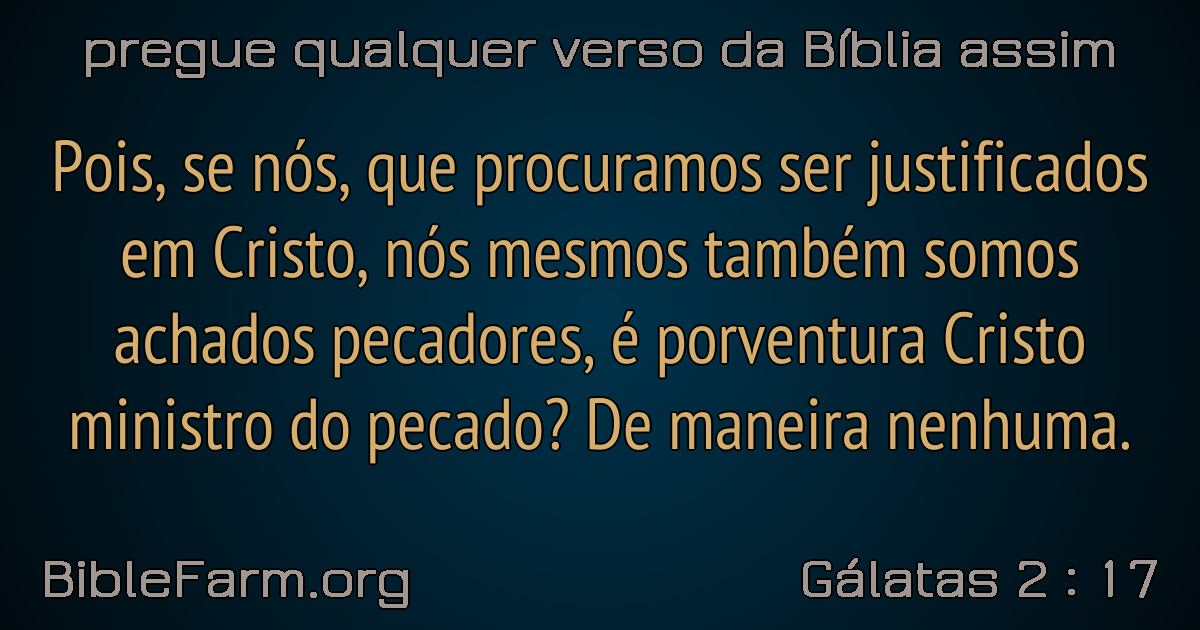 pregue qualquer verso da Bíblia assim
Pois, se nós, que procuramos ser justificados
em Cristo, nós mesmos também somos
achados pecadores, é porventura Cristo
ministro do pecado? De maneira nenhuma.
BibleFarm.org
Gálatas 2 : 17